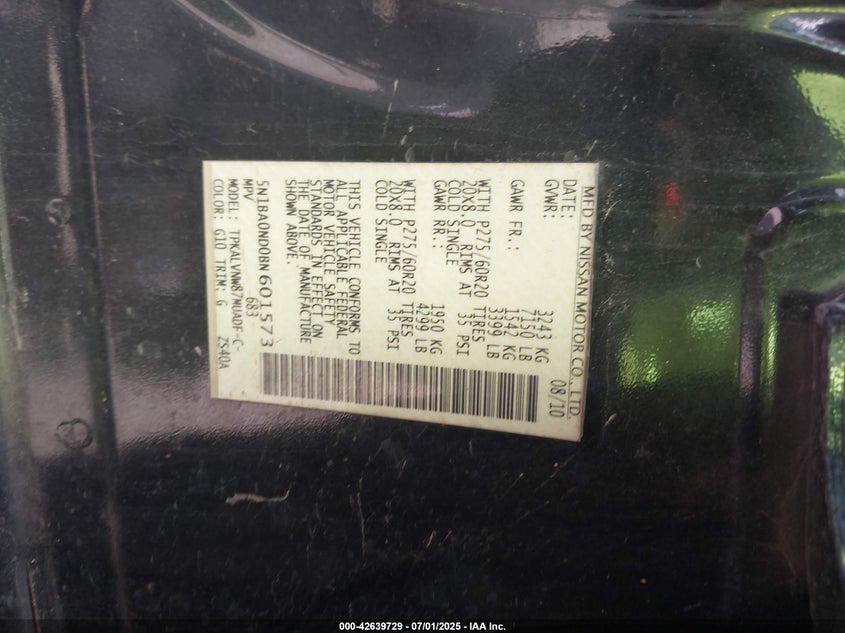 MFD BY NISSAN MOTOR CO., LTD.
DATE: 08/10
GVWR: 3243 KG
7150 LB
GAWR FR.: 1542 KG
3399 LB
WITH P275/60R20 TIRES
20X8.0 RIMS AT 35 PSI
COLD SINGLE
GAWR RR.: 1950 KG
4299 LB
WITH P275/60R20 TIRES
20X8.0 RIMS AT 35 PSI
COLD SINGLE
THIS VEHICLE CONFORMS TO
ALL APPLICABLE FEDERAL
MOTOR VEHICLE SAFETY
STANDARDS IN EFFECT ON
THE DATE OF MANUFACTURE
SHOWN ABOVE.
5N1BA0ND0BN601573
MPV 683
MODEL: TPKALVNW87MUADF-C-
COLOR: G10 TRIM: G Z540A
000-42639729 - 07/01/2025 - IAA Inc.